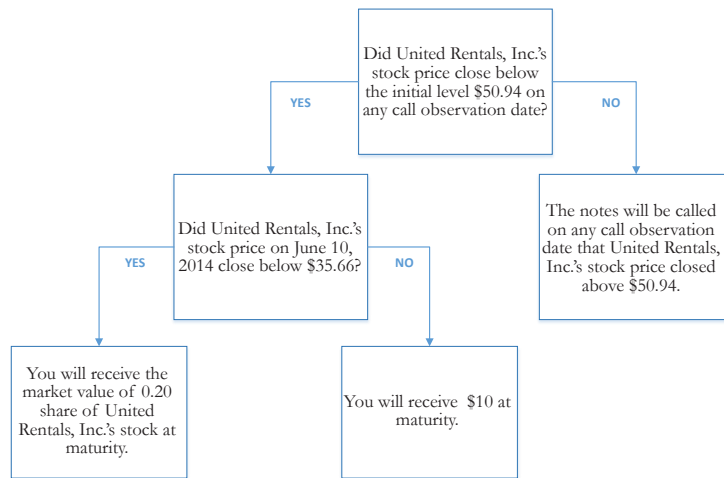 Did United Rentals, Inc.'s
stock price close below
the initial level $50.94 on
any call observation date?
YES
NO
Did United Rentals, Inc.'s
stock price on June 10,
2014 close below $35.66?
The notes will be called
on any call observation
date that United Rentals,
Inc.'s stock price closed
above $50.94.
YES
NO
You will receive the
market value of 0.20
share of United
Rentals, Inc.'s stock at
maturity.
You will receive $10 at
maturity.